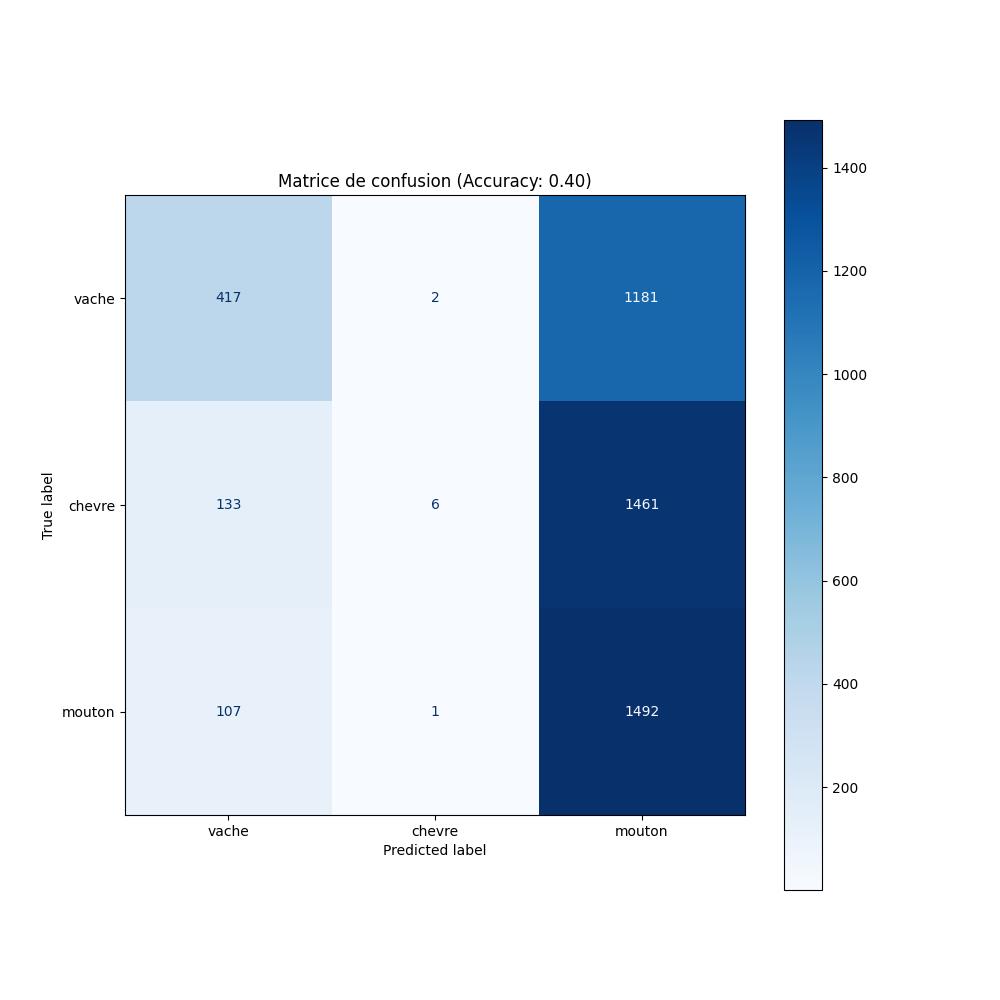 Matrice de confusion (Accuracy: 0.40)
vache 417 2 1181
chevre 133 6 1461
mouton 107 1 1492
True label
vache chevre mouton
Predicted label
1400
1200
1000
800
600
400
200